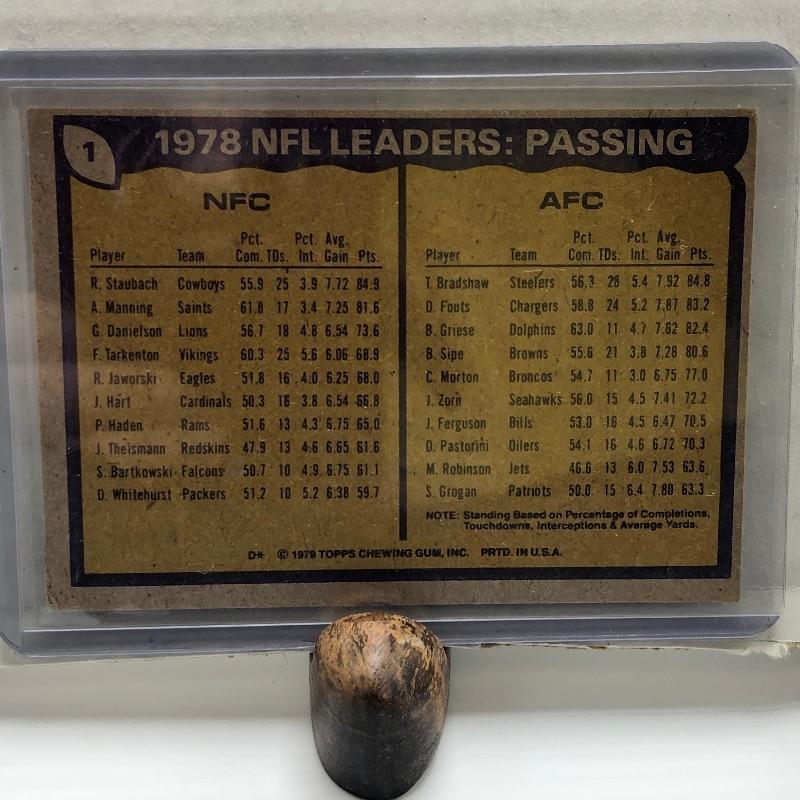 1
1978 NFL LEADERS: PASSING
NFC
Pct. Pct. Avg.
Player Team Com. TDs. Int. Gain Pts.
R. Staubach Cowboys 55.9 25 3.9 7.72 84.9
A. Manning Saints 61.8 17 3.4 7.25 81.6
G. Danielson Lions 56.7 18 4.8 6.54 73.6
F. Tarkenton Vikings 60.3 25 5.6 6.06 68.9
R. Jaworski Eagles 51.8 16 4.0 6.25 68.0
J. Hart Cardinals 50.3 16 3.8 6.54 66.8
P. Haden Rams 51.6 13 4.3 6.75 65.0
J. Theismann Redskins 47.9 13 4.6 6.65 61.6
S. Bartkowski Falcons 50.7 10 4.9 6.75 61.1
D. Whitehurst Packers 51.2 10 5.2 6.38 59.7
AFC
Pct. Pct. Avg.
Player Team Com. TDs. Int. Gain Pts.
T. Bradshaw Steelers 56.3 28 5.4 7.92 84.8
D. Fouts Chargers 58.8 24 5.2 7.87 83.2
B. Griese Dolphins 63.0 11 4.7 7.62 82.4
B. Sipe Browns 55.6 21 3.8 7.28 80.6
C. Morton Broncos 54.7 11 3.0 6.75 77.0
J. Zorn Seahawks 56.0 15 4.5 7.41 72.2
J. Ferguson Bills 53.0 16 4.5 6.47 70.5
D. Pastorini Oilers 54.1 16 4.6 6.72 70.3
M. Robinson Jets 46.6 13 6.0 7.53 63.6
S. Grogan Patriots 50.0 15 6.4 7.80 63.3
NOTE: Standing Based on Percentage of Completions,
Touchdowns, Interceptions & Average Yards.
D* © 1979 TOPPS CHEWING GUM, INC. PRTD. IN U.S.A.